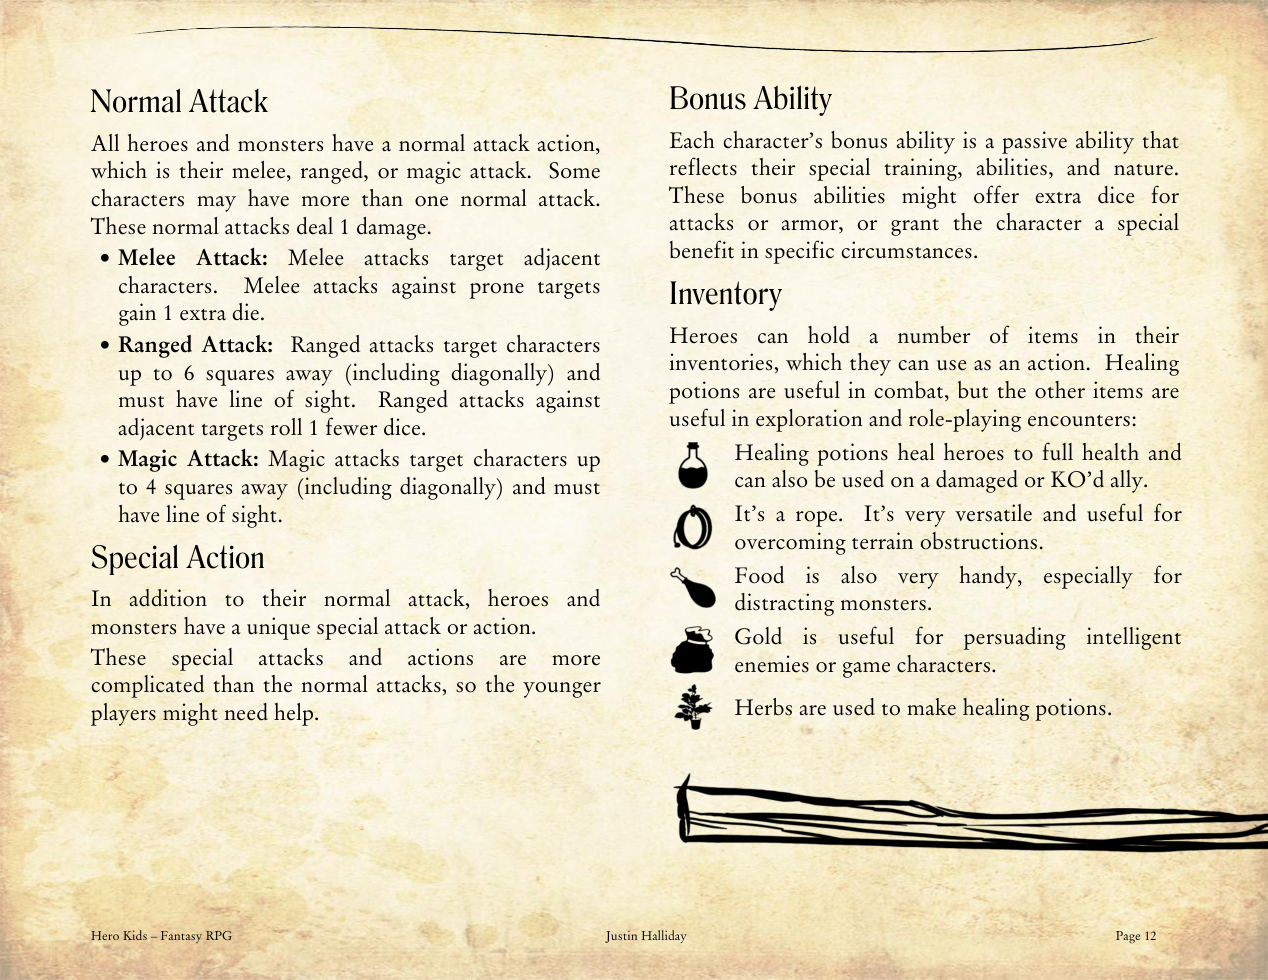 Normal Attack
All heroes and monsters have a normal attack action,
which is their melee, ranged, or magic attack.  Some
characters may have more than one normal attack.
These normal attacks deal 1 damage.
• Melee Attack: Melee attacks target adjacent
characters.  Melee attacks against prone targets
gain 1 extra die.
• Ranged Attack:  Ranged attacks target characters
up to 6 squares away (including diagonally) and
must have line of sight.  Ranged attacks against
adjacent targets roll 1 fewer dice.
• Magic Attack: Magic attacks target characters up
to 4 squares away (including diagonally) and must
have line of sight.
Special Action
In addition to their normal attack, heroes and
monsters have a unique special attack or action.
These special attacks and actions are more
complicated than the normal attacks, so the younger
players might need help.
Bonus Ability
Each character’s bonus ability is a passive ability that
reflects their special training, abilities, and nature.
These bonus abilities might offer extra dice for
attacks or armor, or grant the character a special
benefit in specific circumstances.
Inventory
Heroes can hold a number of items in their
inventories, which they can use as an action.  Healing
potions are useful in combat, but the other items are
useful in exploration and role-playing encounters:
Healing potions heal heroes to full health and
can also be used on a damaged or KO’d ally.
It’s a rope.  It’s very versatile and useful for
overcoming terrain obstructions.
Food is also very handy, especially for
distracting monsters.
Gold is useful for persuading intelligent
enemies or game characters.
Herbs are used to make healing potions.
Hero Kids – Fantasy RPG
Justin Halliday
Page 12